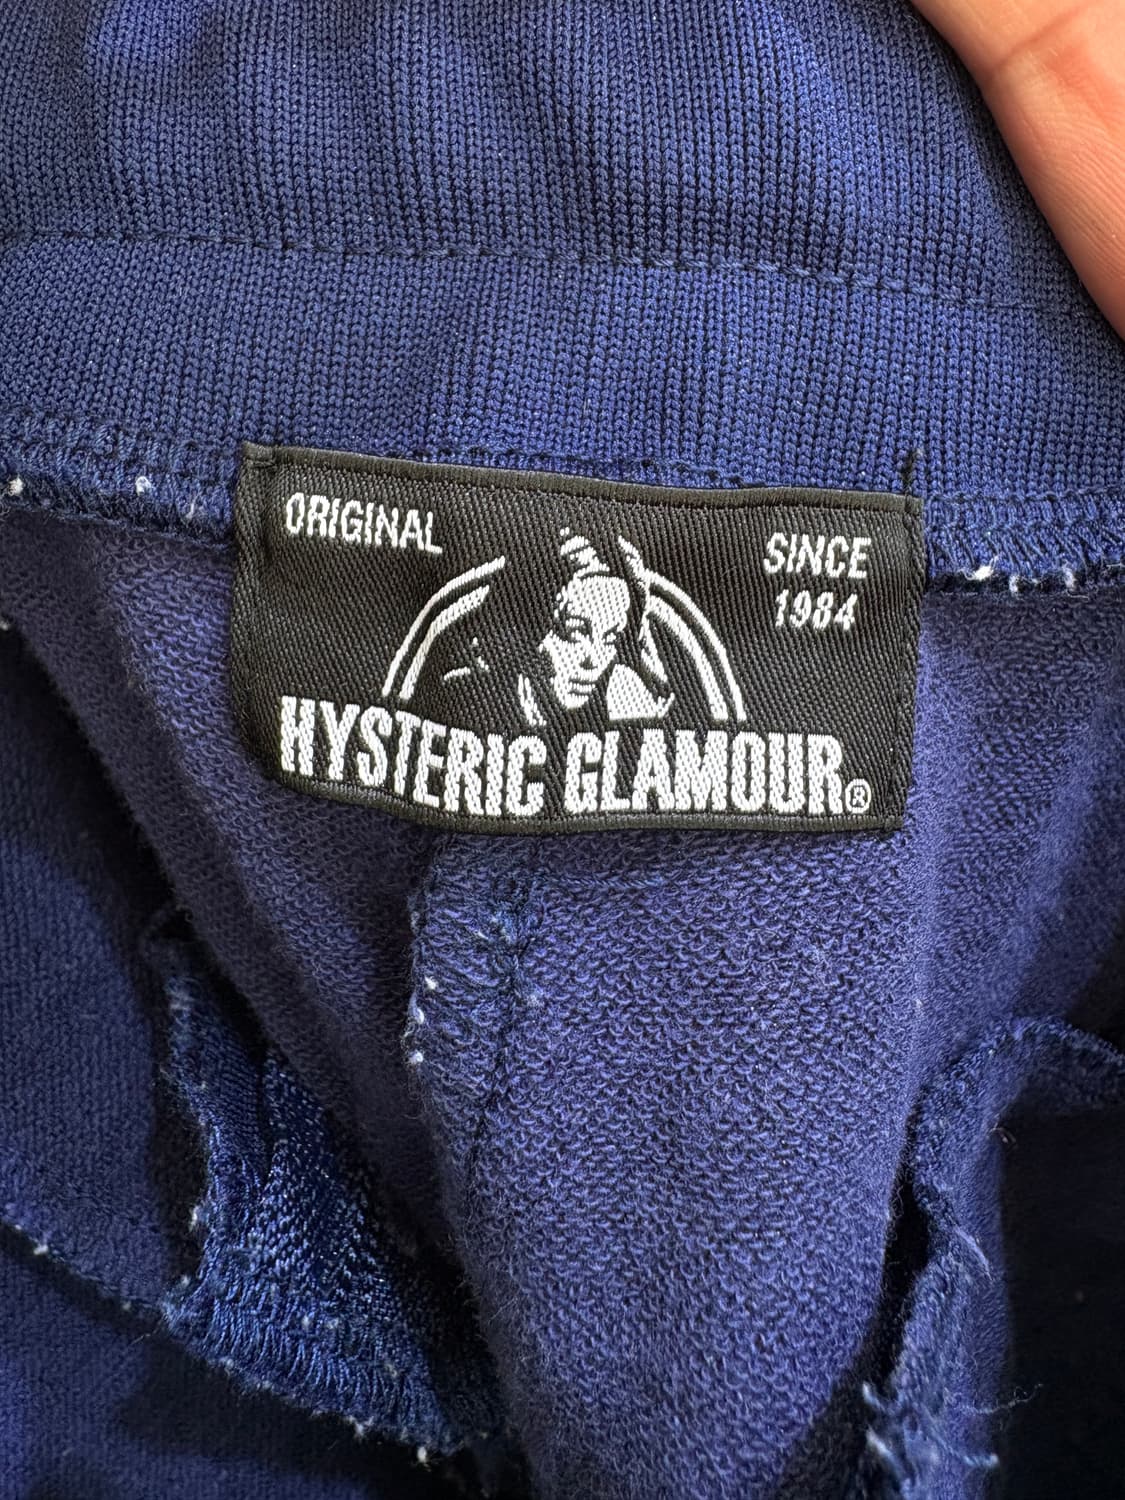 ORIGINAL
SINCE
1984
HYSTERIC GLAMOUR®